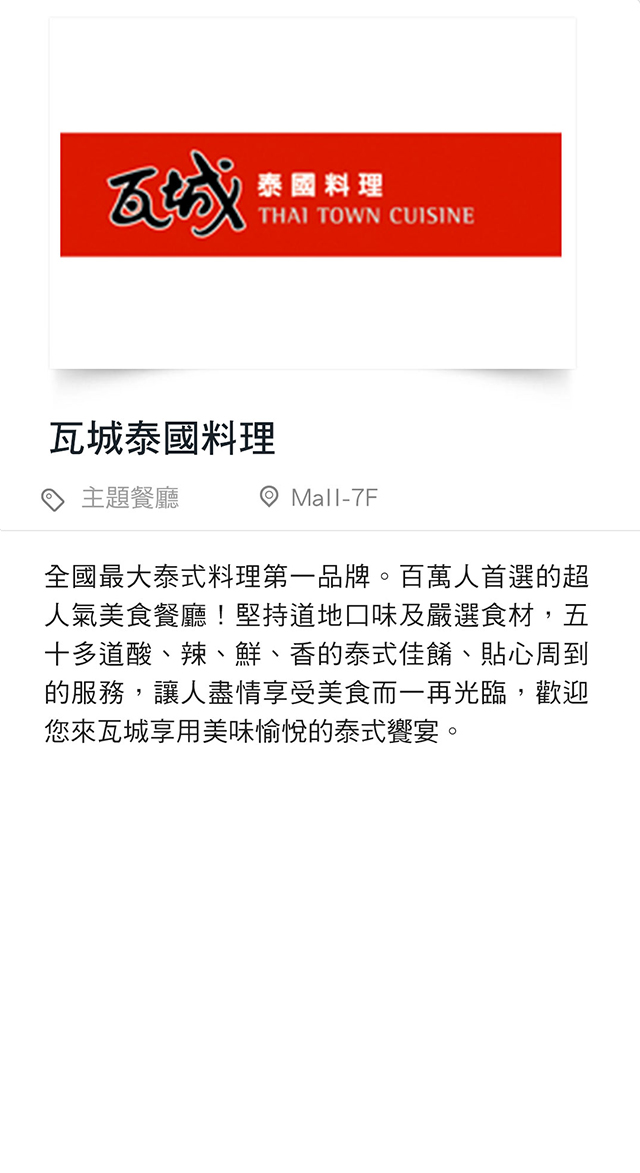 瓦城 泰國料理
THAI TOWN CUISINE
瓦城泰國料理
主題餐廳 Mall-7F
全國最大泰式料理第一品牌。百萬人首選的超
人氣美食餐廳！堅持道地口味及嚴選食材，五
十多道酸、辣、鮮、香的泰式佳餚、貼心周到
的服務，讓人盡情享受美食而一再光臨，歡迎
您來瓦城享用美味愉悅的泰式饗宴。